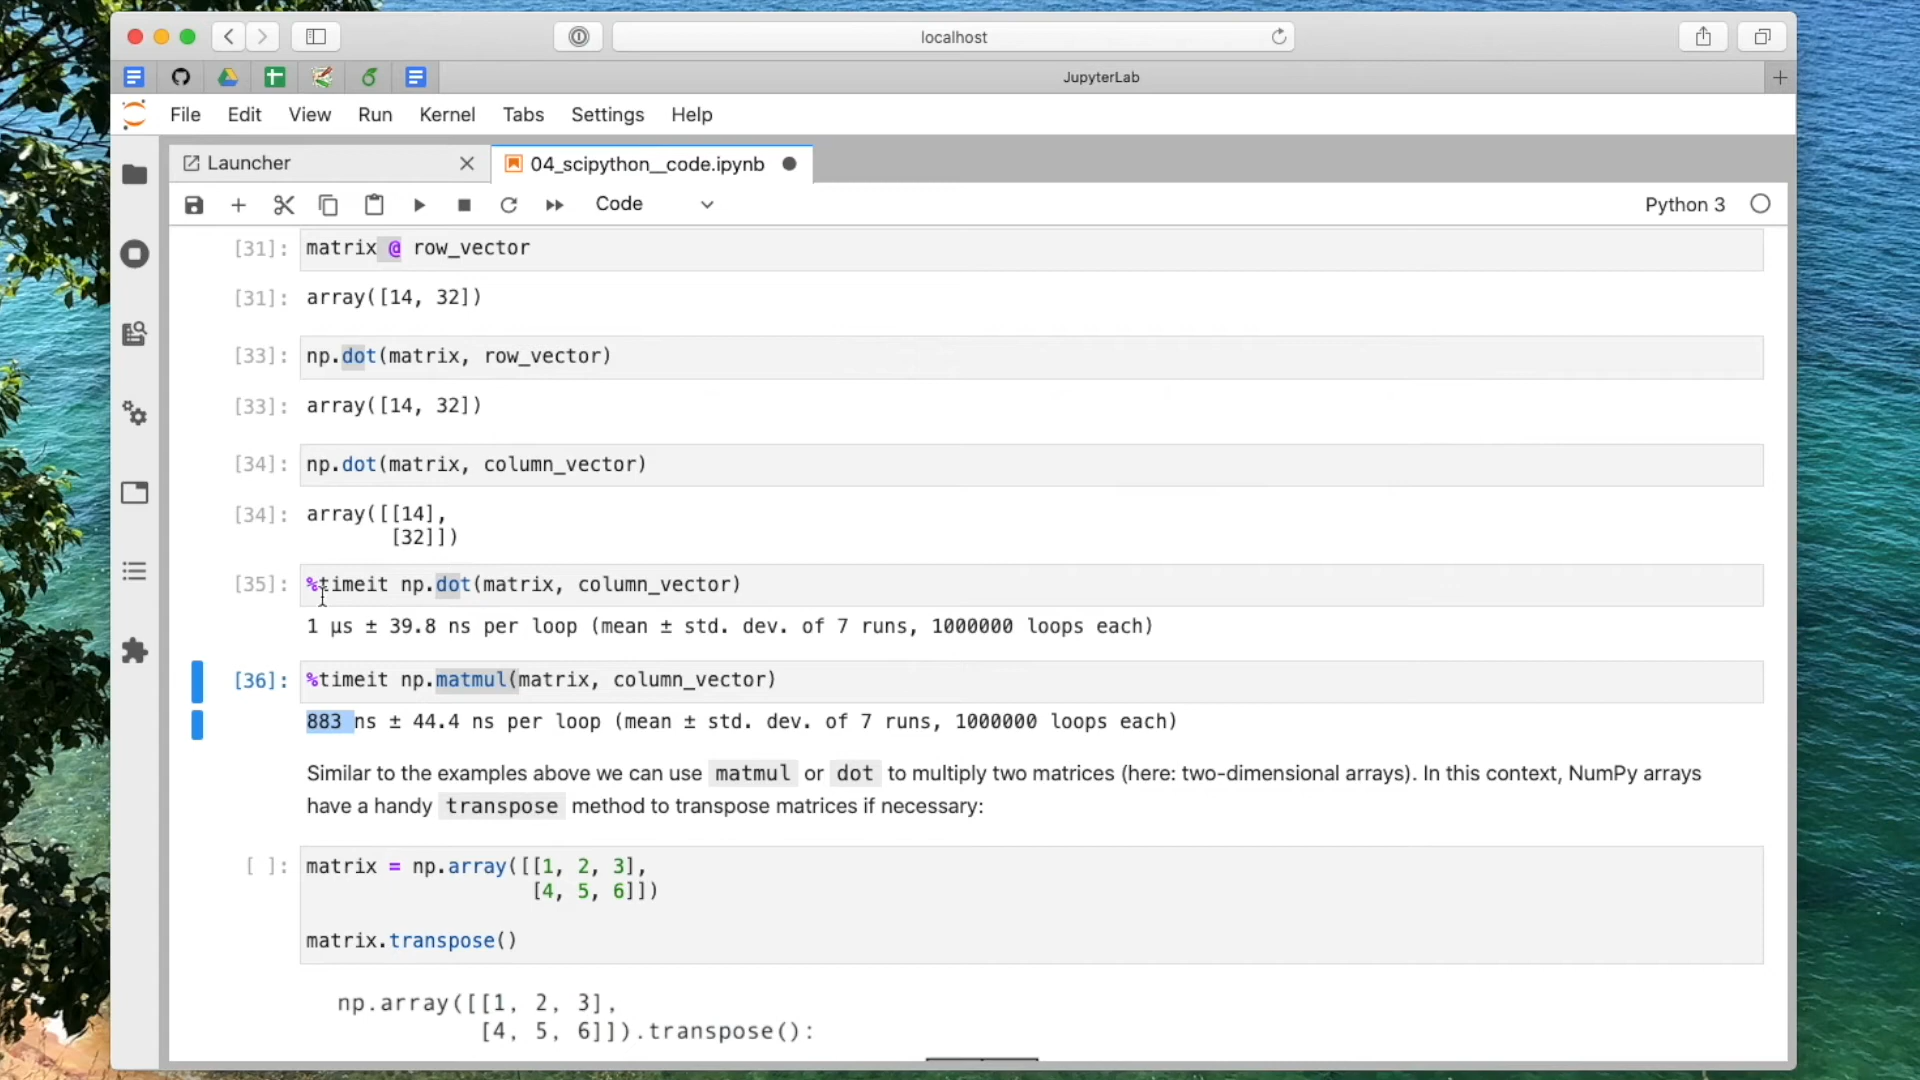 localhost
JupyterLab
File Edit View Run Kernel Tabs Settings Help
Launcher 04_scipython__code.ipynb
Code Python 3
[31]: matrix @ row_vector
[31]: array([14, 32])
[33]: np.dot(matrix, row_vector)
[33]: array([14, 32])
[34]: np.dot(matrix, column_vector)
[34]: array([[14],
[32]])
[35]: %timeit np.dot(matrix, column_vector)
1 µs ± 39.8 ns per loop (mean ± std. dev. of 7 runs, 1000000 loops each)
[36]: %timeit np.matmul(matrix, column_vector)
883 ns ± 44.4 ns per loop (mean ± std. dev. of 7 runs, 1000000 loops each)
Similar to the examples above we can use matmul or dot to multiply two matrices (here: two-dimensional arrays). In this context, NumPy arrays
have a handy transpose method to transpose matrices if necessary:
[ ]: matrix = np.array([[1, 2, 3],
[4, 5, 6]])
matrix.transpose()
np.array([[1, 2, 3],
[4, 5, 6]]).transpose():